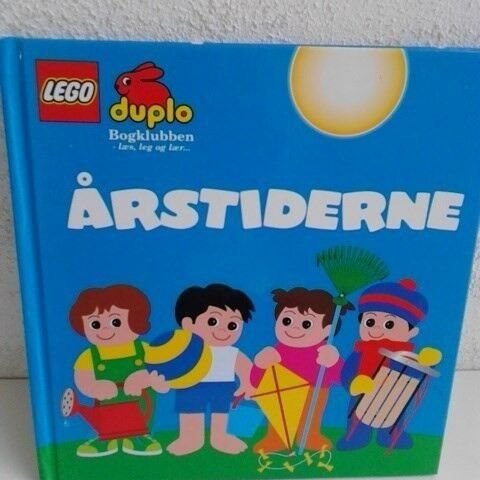 LEGO
duplo
Bogklubben
- læs, leg og lær...
ÅRSTIDERNE